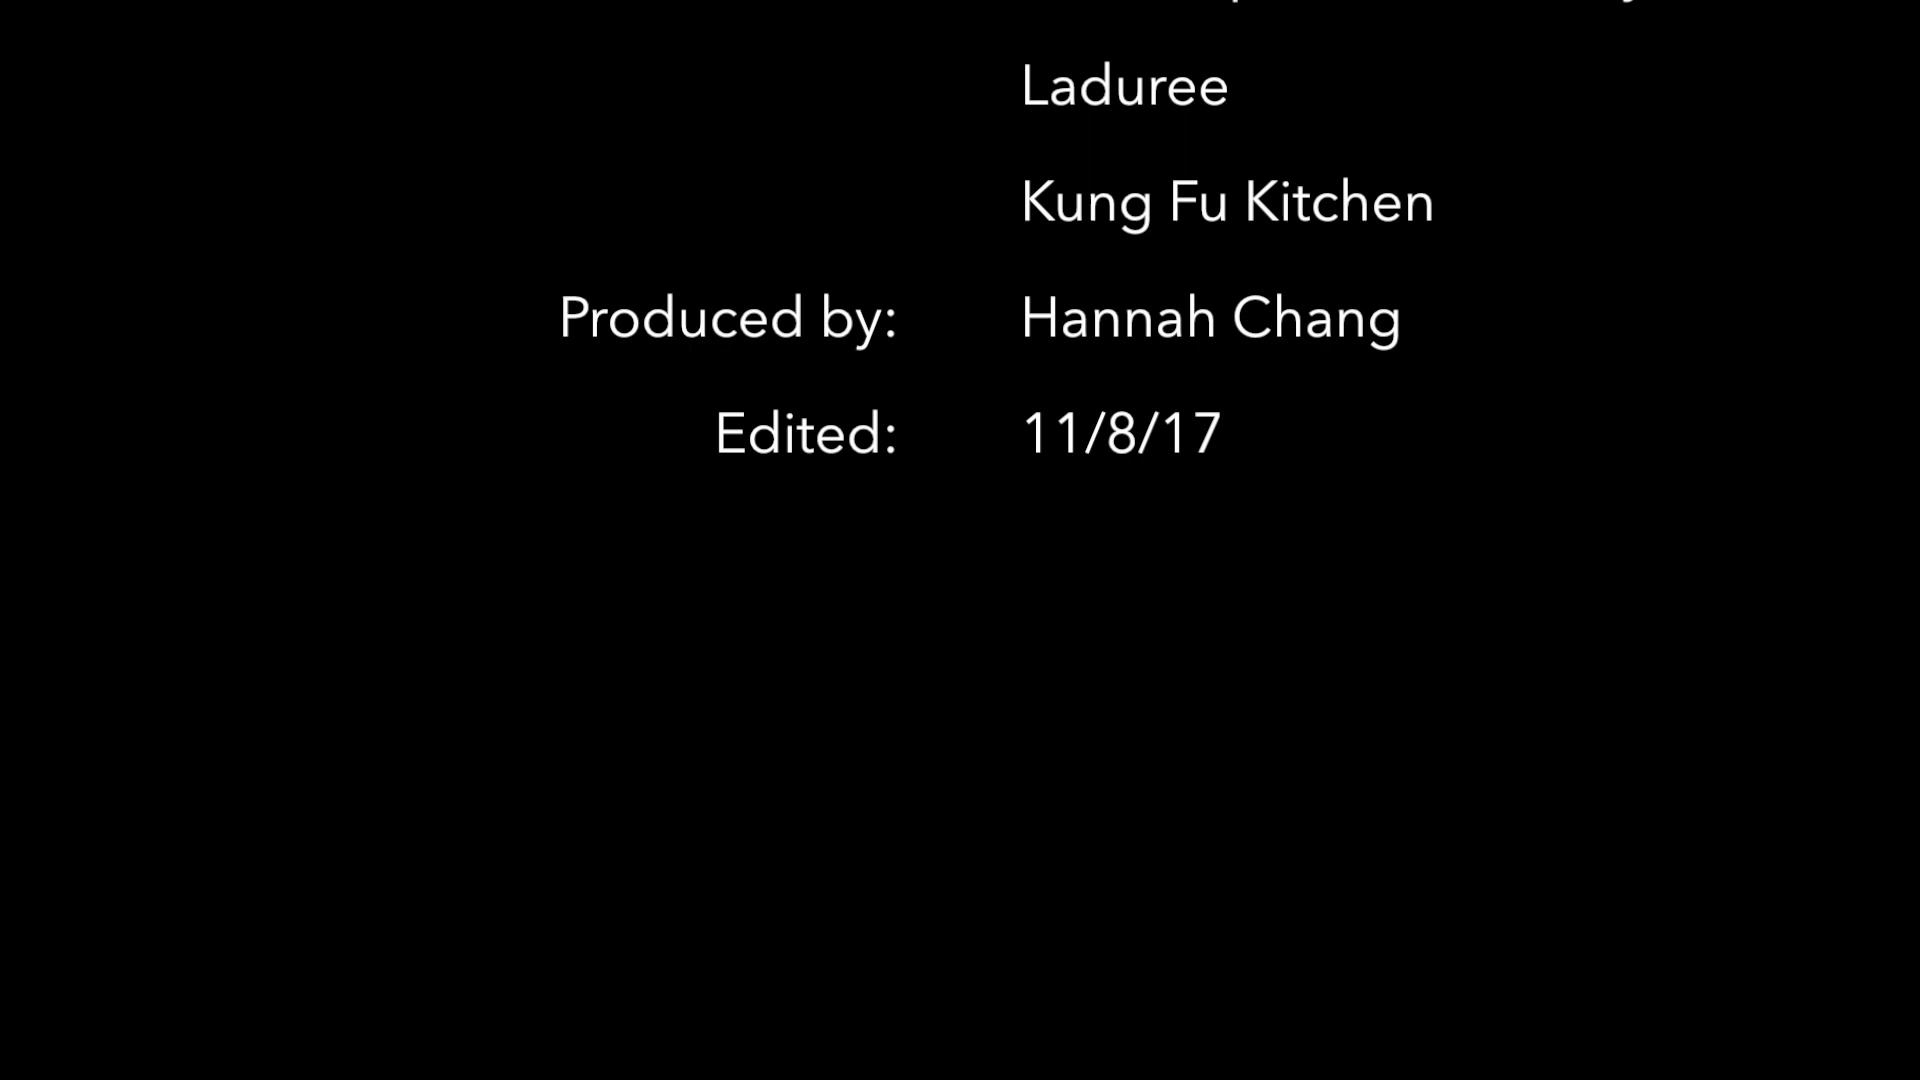 Laduree
Kung Fu Kitchen
Produced by: Hannah Chang
Edited: 11/8/17